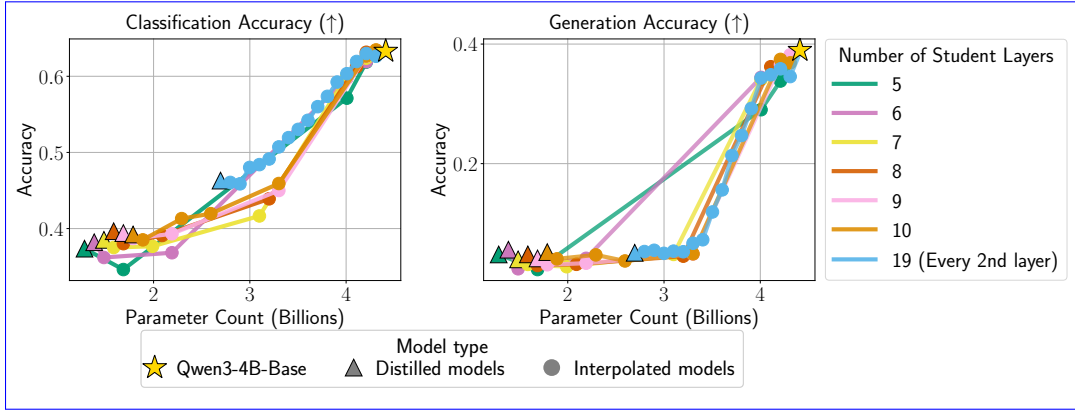 Classification Accuracy (↑)
Accuracy
0.6
0.5
0.4
2
3
4
Parameter Count (Billions)
Generation Accuracy (↑)
Accuracy
0.4
0.2
2
3
4
Parameter Count (Billions)
Number of Student Layers
5
6
7
8
9
10
19 (Every 2nd layer)
Model type
Qwen3-4B-Base
Distilled models
Interpolated models